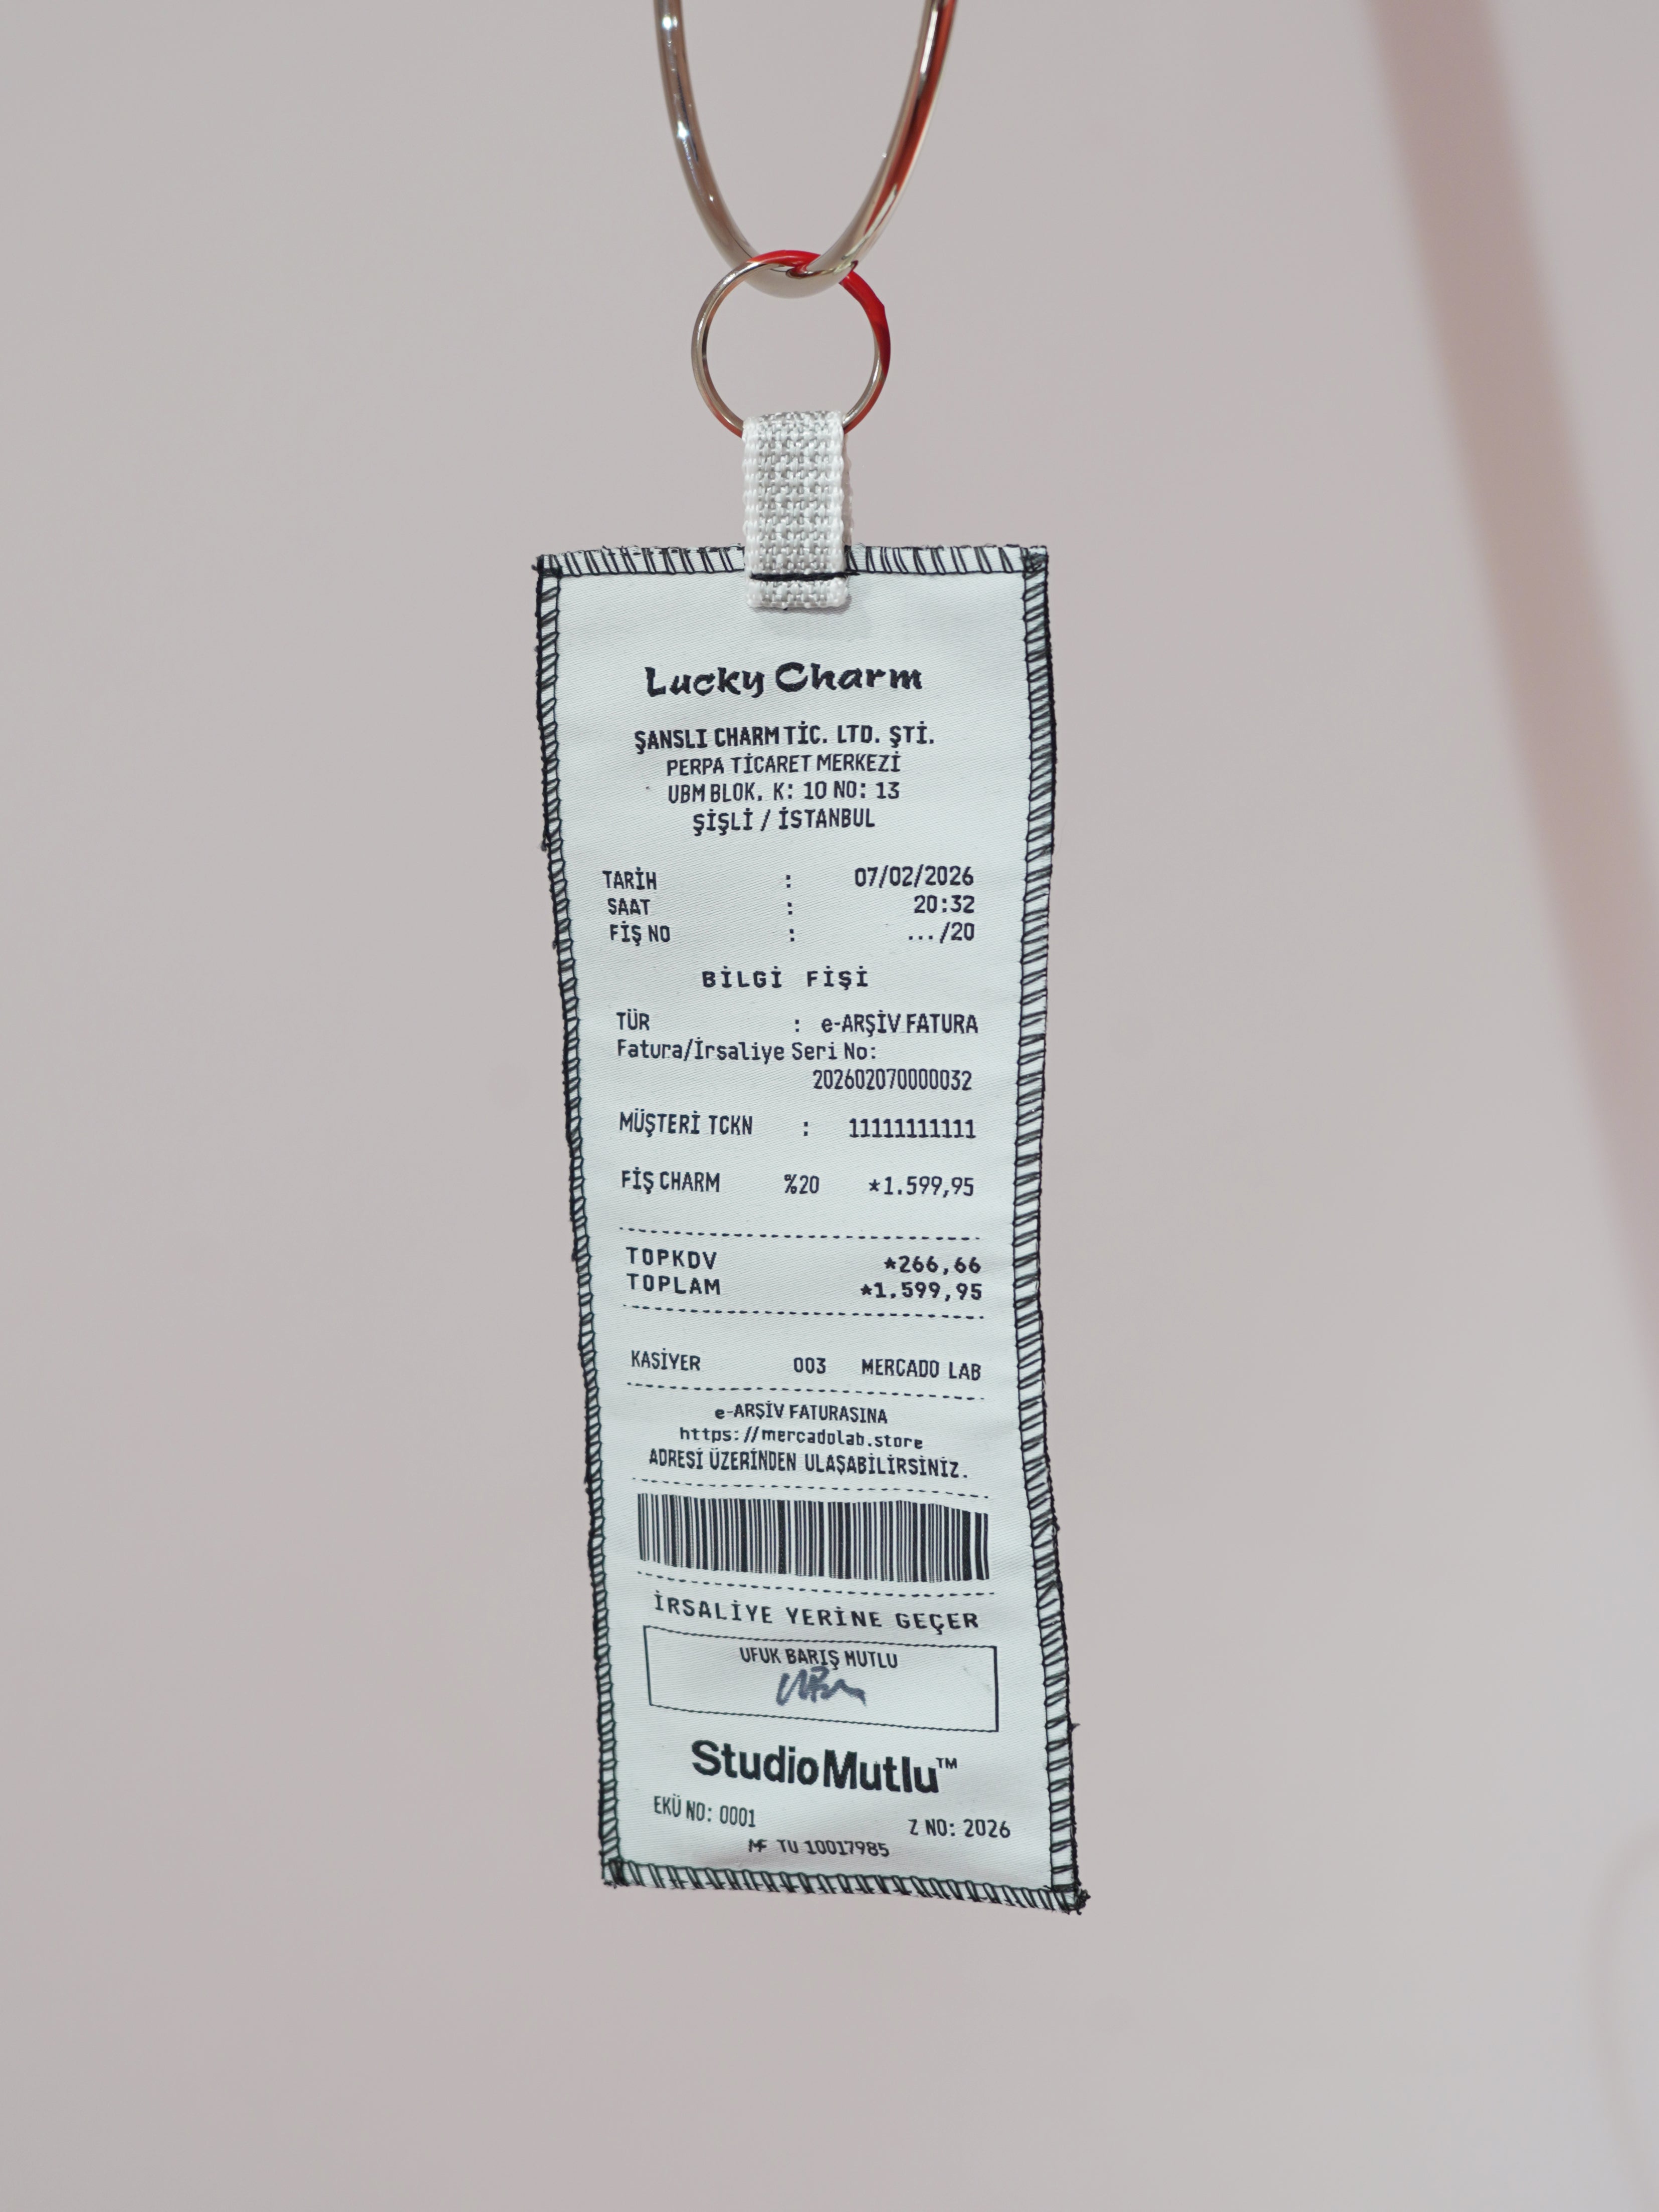 Lucky Charm
ŞANSLI CHARM TİC. LTD. ŞTİ.
PERPA TİCARET MERKEZİ
UBM BLOK. K: 10 NO: 13
ŞİŞLİ / İSTANBUL
TARİH : 07/02/2026
SAAT : 20:32
FİŞ NO : .../20
BİLGİ FİŞİ
TÜR : e-ARŞİV FATURA
Fatura/İrsaliye Seri No:
202602070000032
MÜŞTERİ TCKN : 11111111111
FİŞ CHARM %20 *1.599,95
TOPKDV *266,66
TOPLAM *1.599,95
KASİYER 003 MERCADO LAB
e-ARŞİV FATURASINA
https://mercadolab.store
ADRESİ ÜZERİNDEN ULAŞABİLİRSİNİZ.
İRSALİYE YERİNE GEÇER
UFUK BARIŞ MUTLU
StudioMutlu™
EKÜ NO: 0001 Z NO: 2026
MF TU 10017985